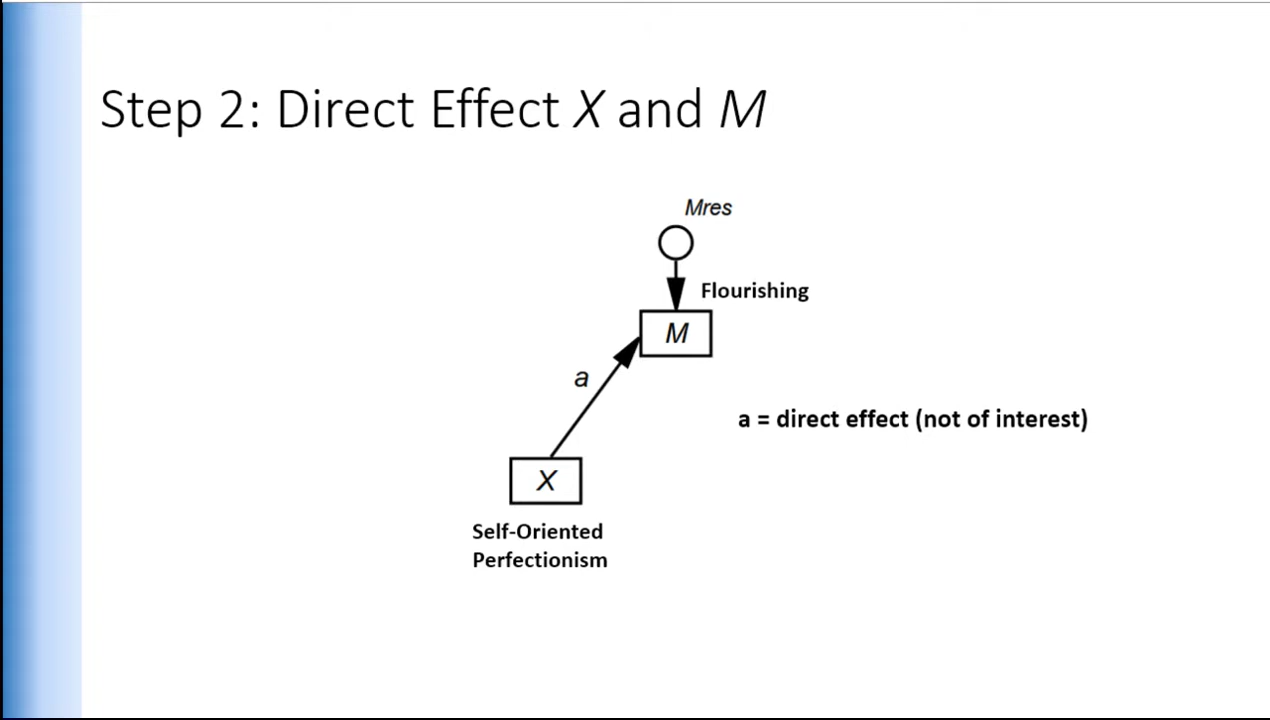 Step 2: Direct Effect X and M
Mres
Flourishing
M
a
a = direct effect (not of interest)
X
Self-Oriented
Perfectionism